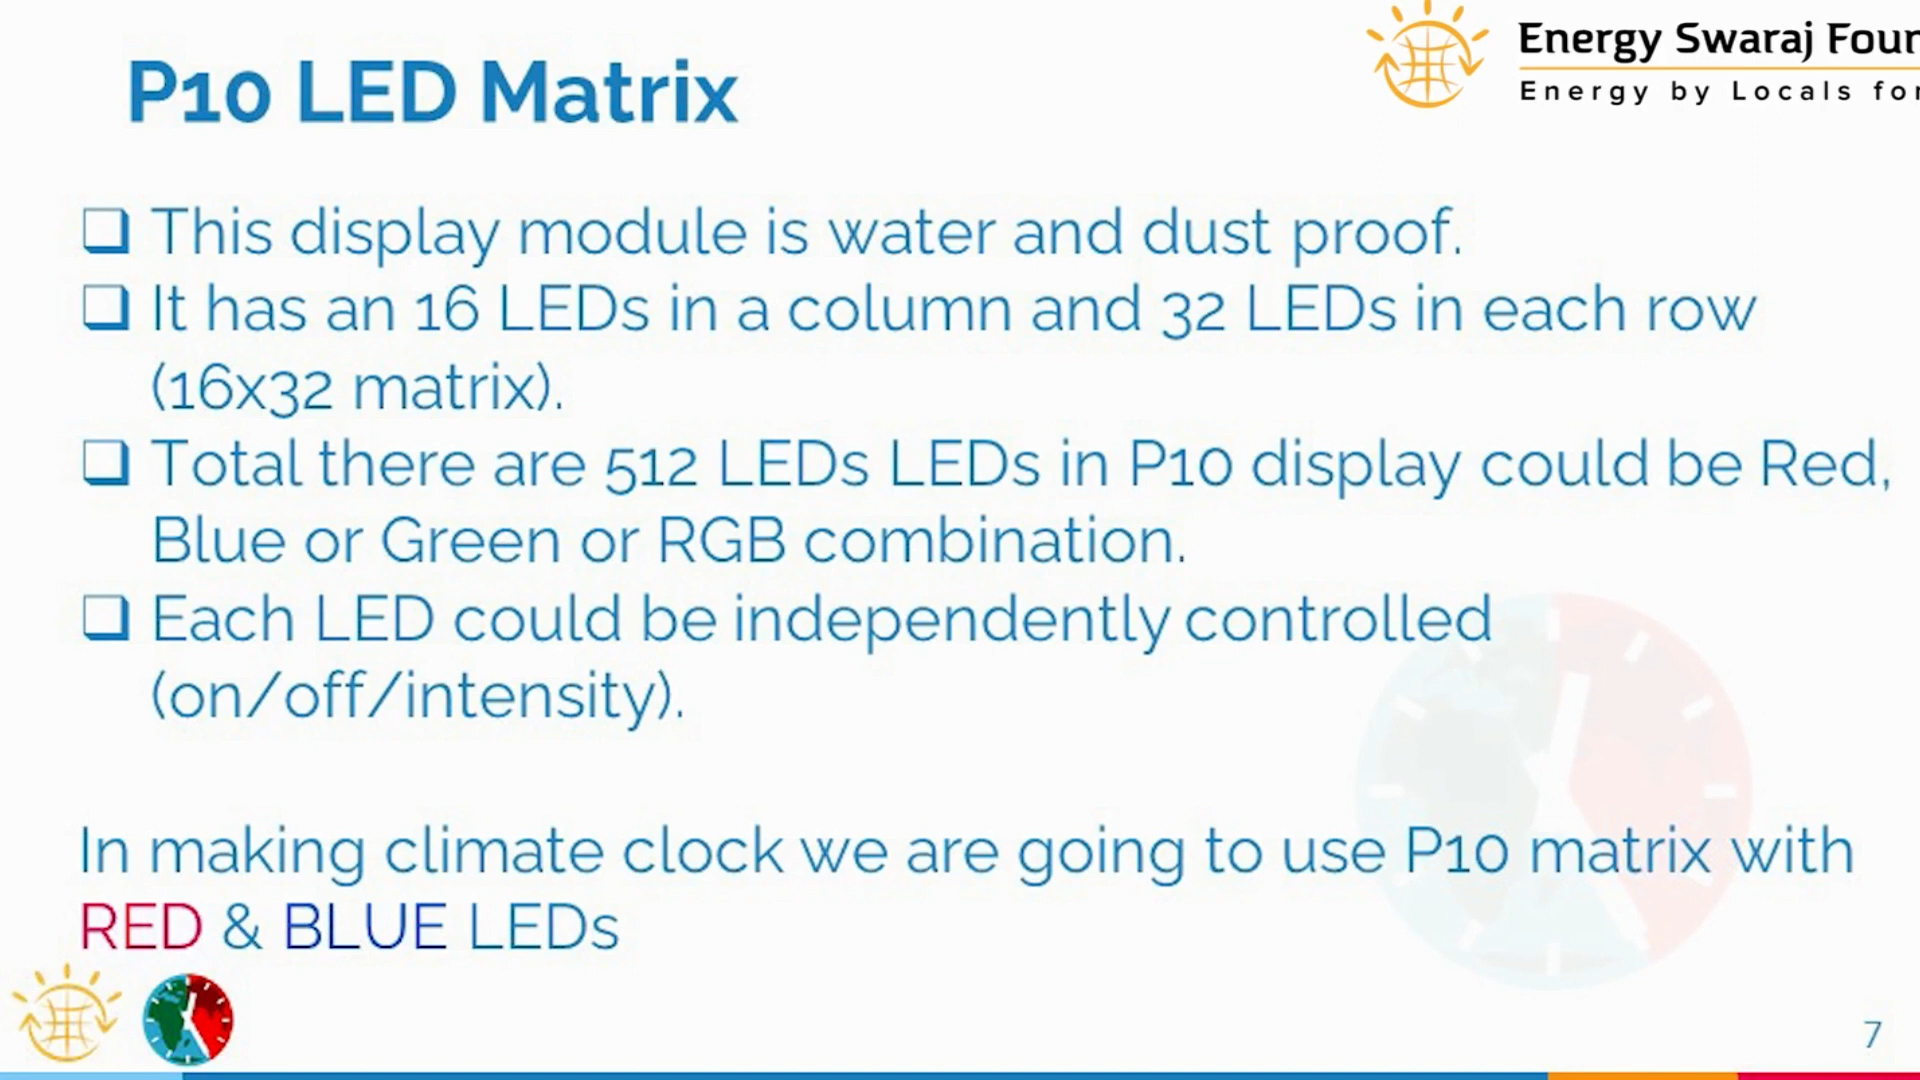 Energy Swaraj Foun
Energy by Locals for
P10 LED Matrix
This display module is water and dust proof.
It has an 16 LEDs in a column and 32 LEDs in each row
(16x32 matrix).
Total there are 512 LEDs LEDs in P10 display could be Red,
Blue or Green or RGB combination.
Each LED could be independently controlled
(on/off/intensity).
In making climate clock we are going to use P10 matrix with
RED & BLUE LEDs
7